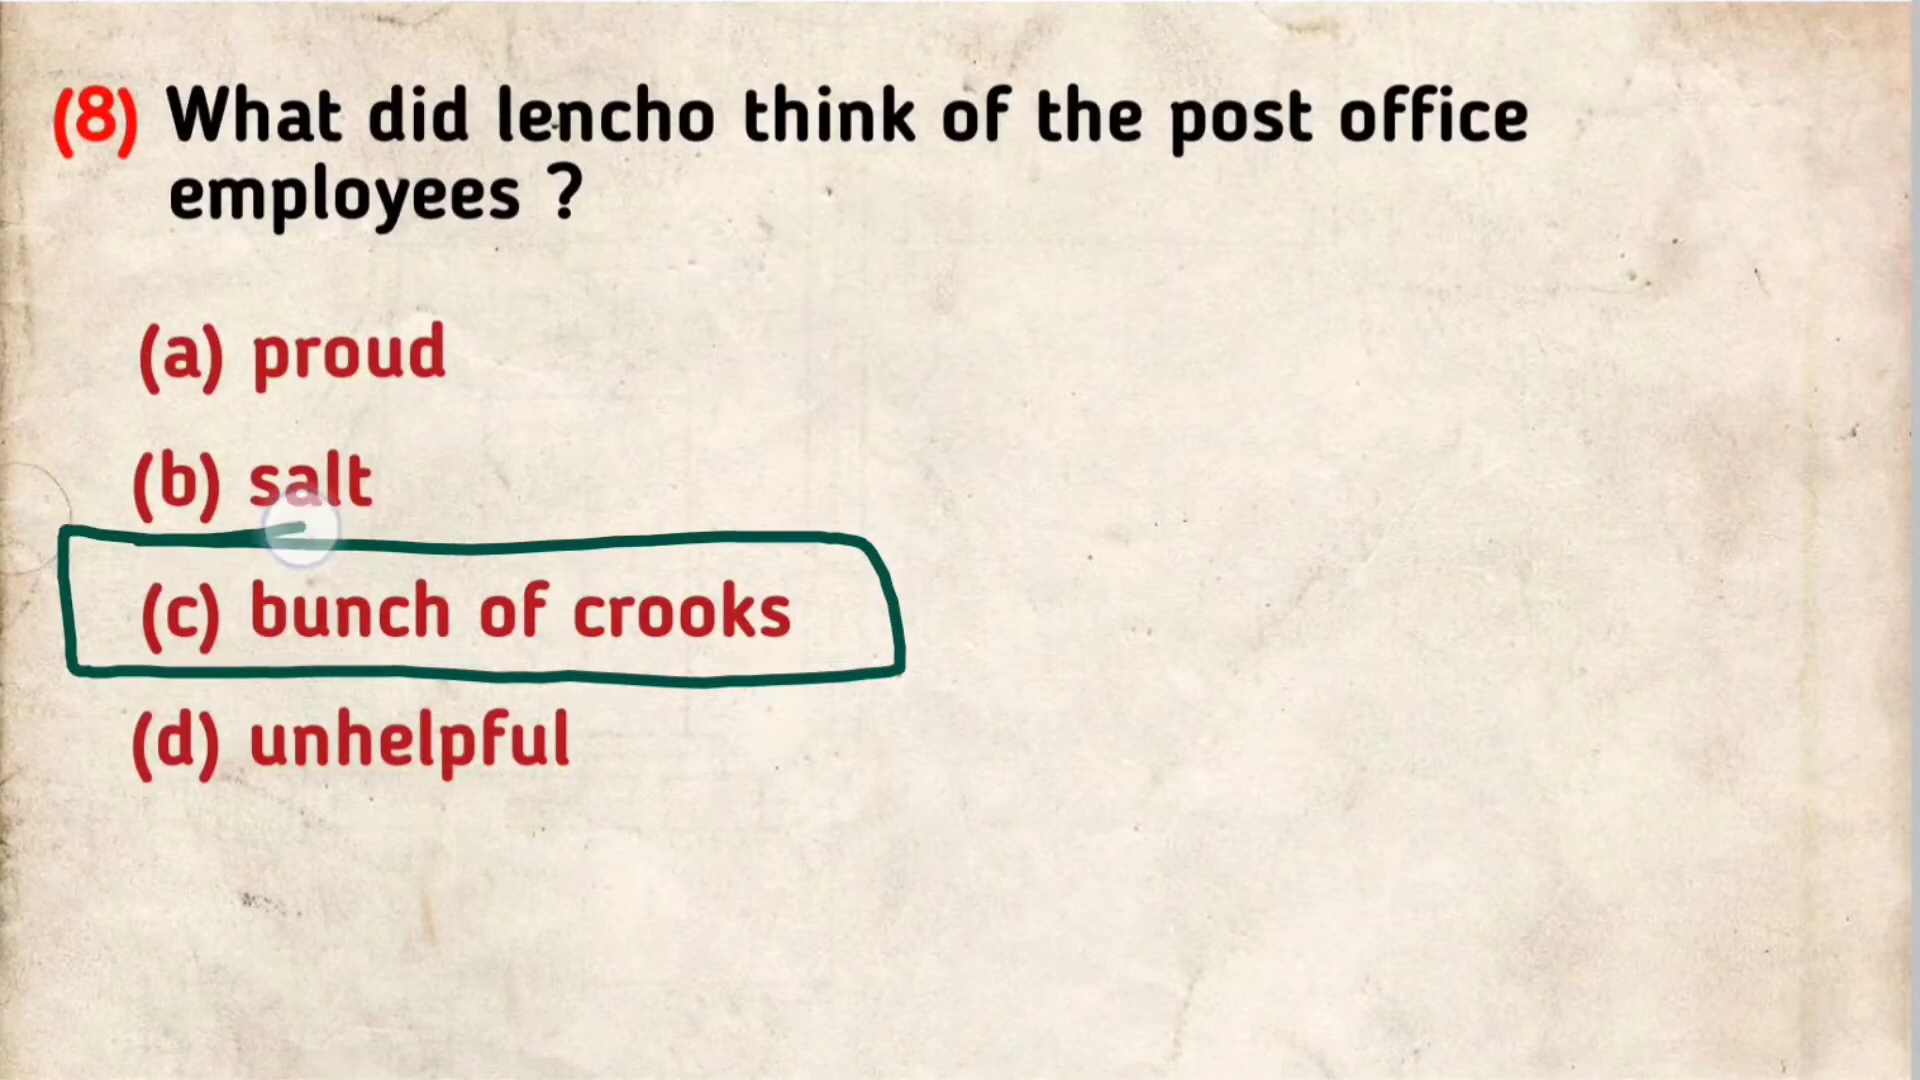 (8) What did lencho think of the post office
employees ?
(a) proud
(b) salt
(c) bunch of crooks
(d) unhelpful